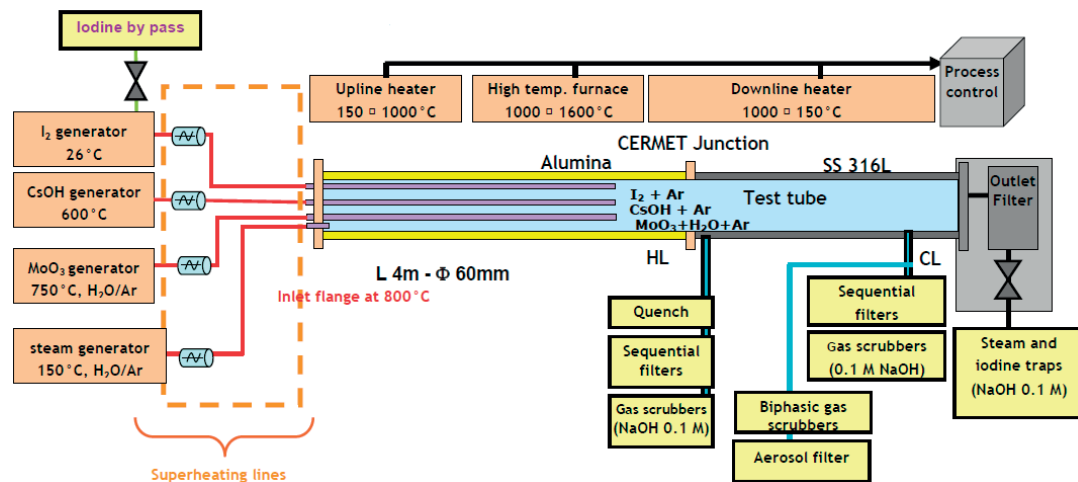 Iodine by pass
I₂ generator
26°C
CsOH generator
600°C
MoO₃ generator
750°C, H₂O/Ar
steam generator
150°C, H₂O/Ar
Superheating lines
Upline heater
150 □ 1000°C
High temp. furnace
1000 □ 1600°C
Downline heater
1000 □ 150°C
Process
control
CERMET Junction
Alumina
SS 316L
I₂ + Ar
CsOH + Ar
MoO₃+H₂O+Ar
Test tube
Outlet
Filter
L 4m - Φ 60mm
Inlet flange at 800°C
HL
CL
Quench
Sequential
filters
Gas scrubbers
(NaOH 0.1 M)
Sequential
filters
Gas scrubbers
(0.1 M NaOH)
Biphasic gas
scrubbers
Aerosol filter
Steam and
iodine traps
(NaOH 0.1 M)